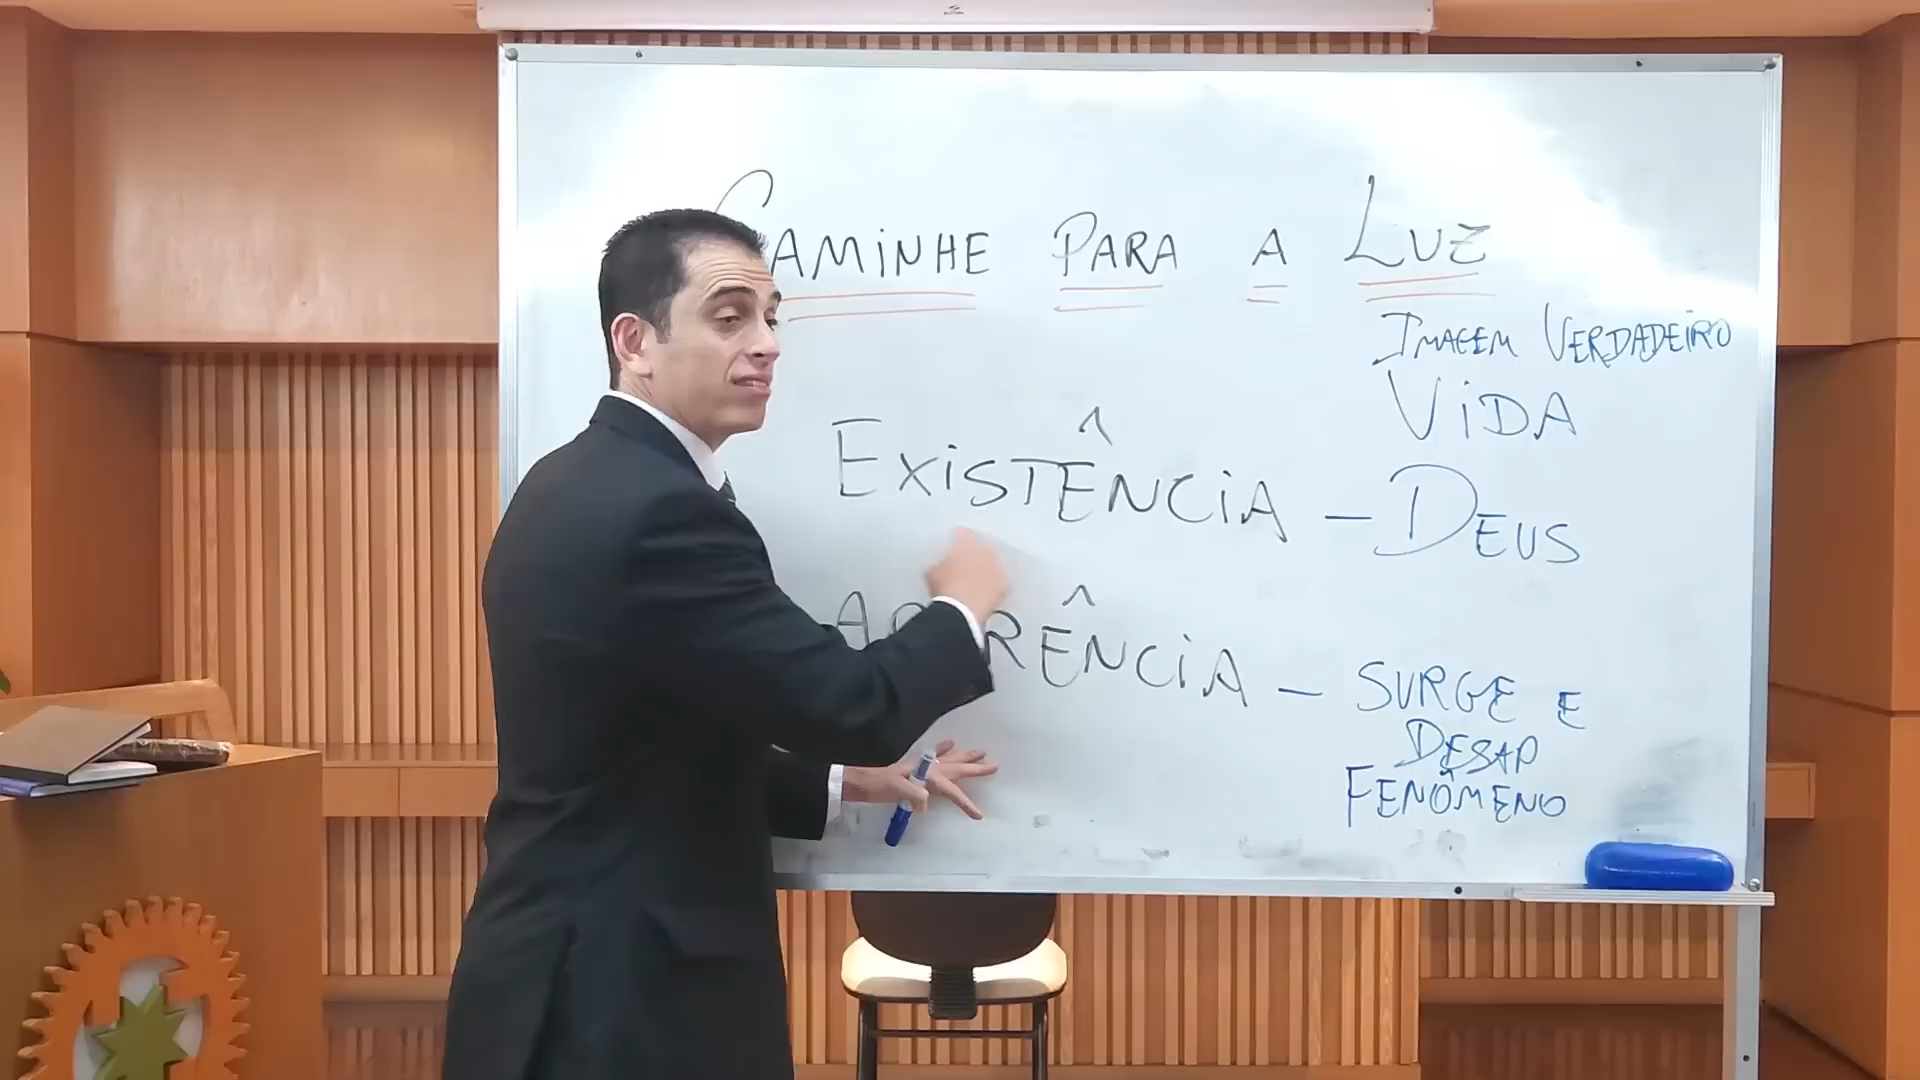 CAMINHE PARA A LUZ
IMAGEM VERDADEIRO
VIDA
EXISTÊNCIA — DEUS
RÊNCIA — SURGE E
DESAP
FENÔMENO